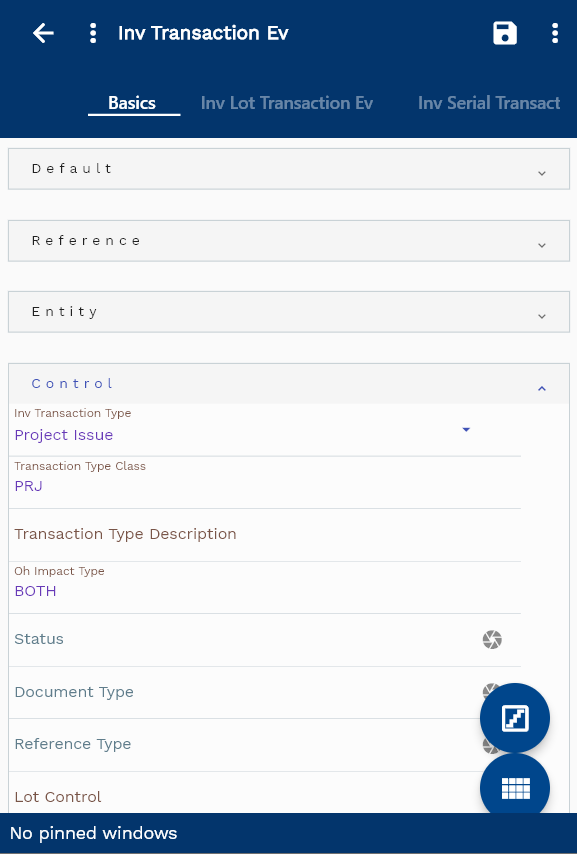 Inv Transaction Ev
Basics
Inv Lot Transaction Ev
Inv Serial Transact
Default
Reference
Entity
Control
Inv Transaction Type
Project Issue
Transaction Type Class
PRJ
Transaction Type Description
Oh Impact Type
BOTH
Status
Document Type
Reference Type
Lot Control
No pinned windows